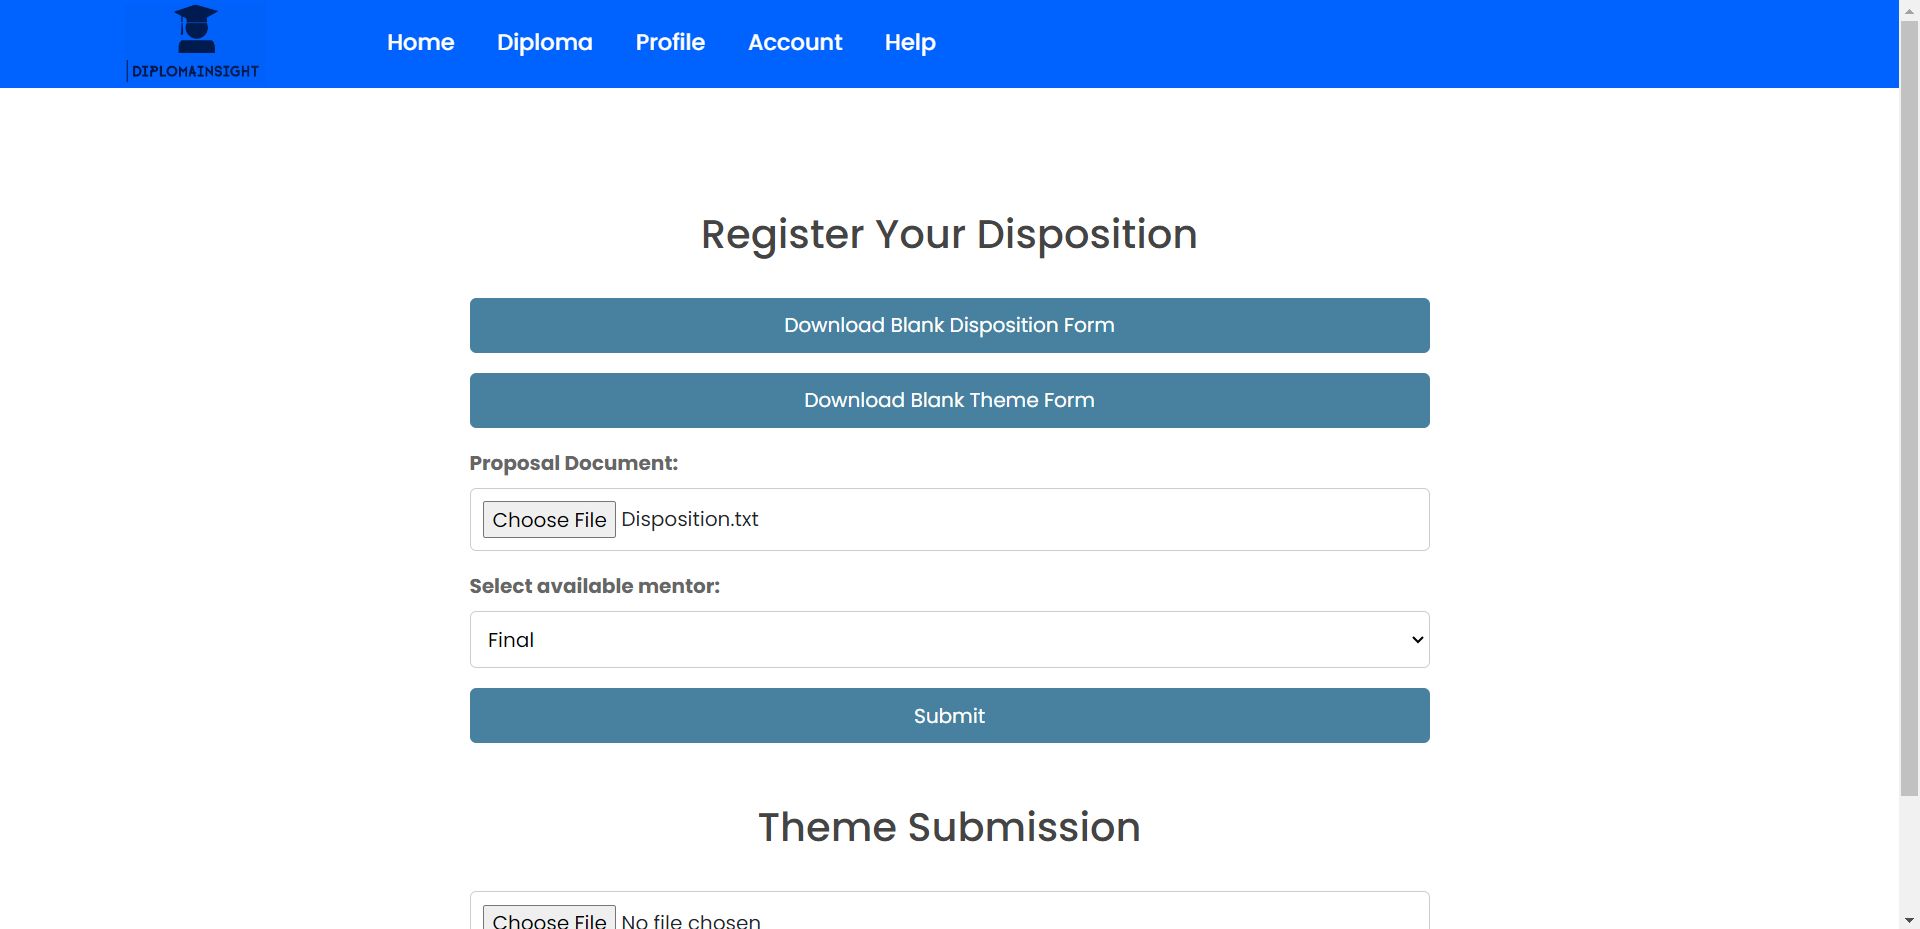 DIPLOMAINSIGHT
Home Diploma Profile Account Help
Register Your Disposition
Download Blank Disposition Form
Download Blank Theme Form
Proposal Document:
Choose File Disposition.txt
Select available mentor:
Final
Submit
Theme Submission
Choose File No file chosen